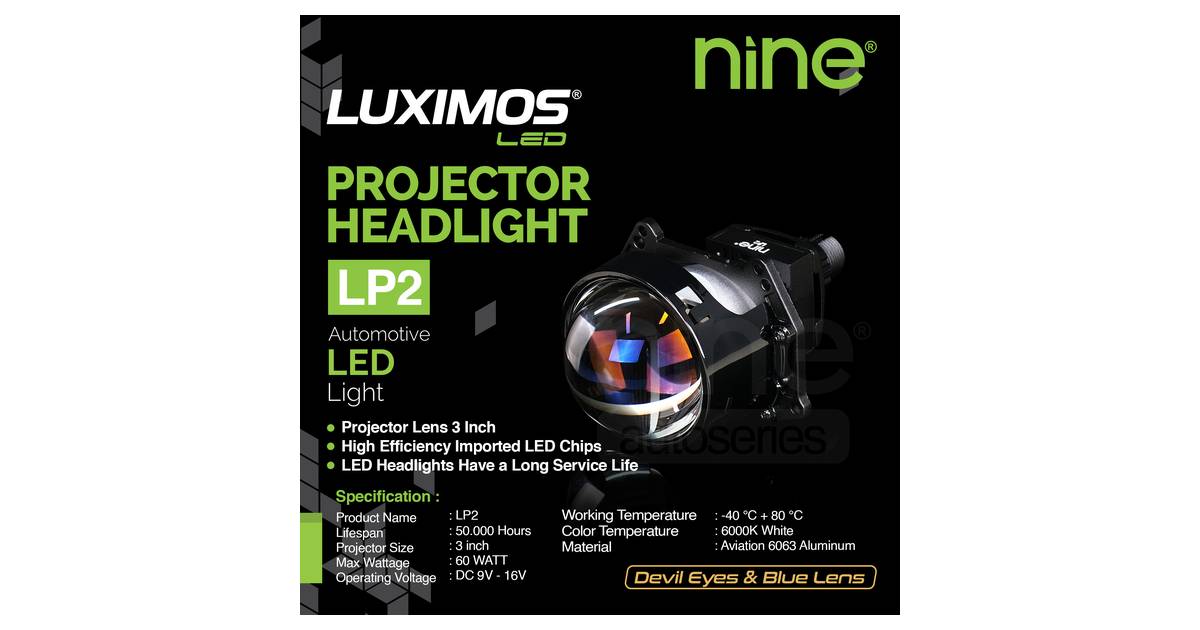 nine®
LUXIMOS®
LED
PROJECTOR
HEADLIGHT
LP2
Automotive
LED
Light
nine®
nine®
autoseries
• Projector Lens 3 Inch
• High Efficiency Imported LED Chips
• LED Headlights Have a Long Service Life
Specification :
Product Name : LP2
Lifespan : 50.000 Hours
Projector Size : 3 inch
Max Wattage : 60 WATT
Operating Voltage : DC 9V - 16V
Working Temperature : -40 °C + 80 °C
Color Temperature : 6000K White
Material : Aviation 6063 Aluminum
Devil Eyes & Blue Lens